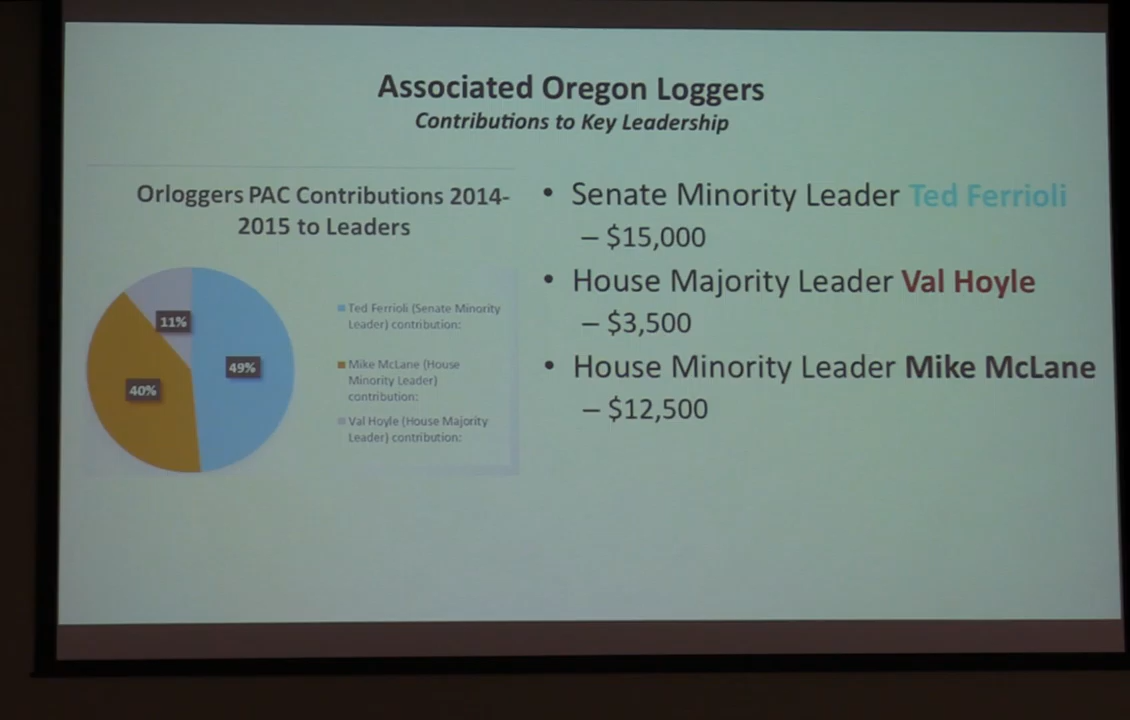 Associated Oregon Loggers
Contributions to Key Leadership
Orloggers PAC Contributions 2014-
2015 to Leaders
11%
49%
40%
Ted Ferrioli (Senate Minority
Leader) contribution:
Mike McLane (House
Minority Leader)
contribution:
Val Hoyle (House Majority
Leader) contribution:
• Senate Minority Leader Ted Ferrioli
– $15,000
• House Majority Leader Val Hoyle
– $3,500
• House Minority Leader Mike McLane
– $12,500